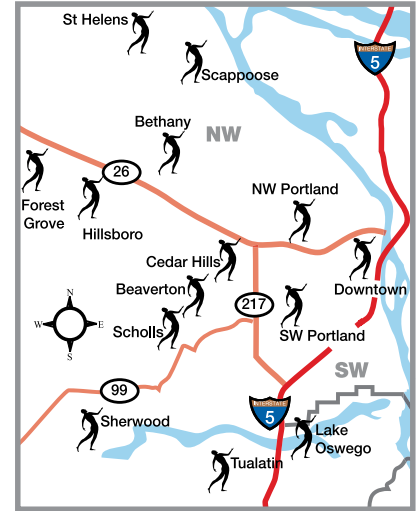 St Helens
INTERSTATE
5
Scappoose
Bethany
NW
26
Forest
Grove
Hillsboro
NW Portland
Cedar Hills
Beaverton
Downtown
217
N
W
E
S
Scholls
SW Portland
SW
99
INTERSTATE
5
Sherwood
Lake
Oswego
Tualatin